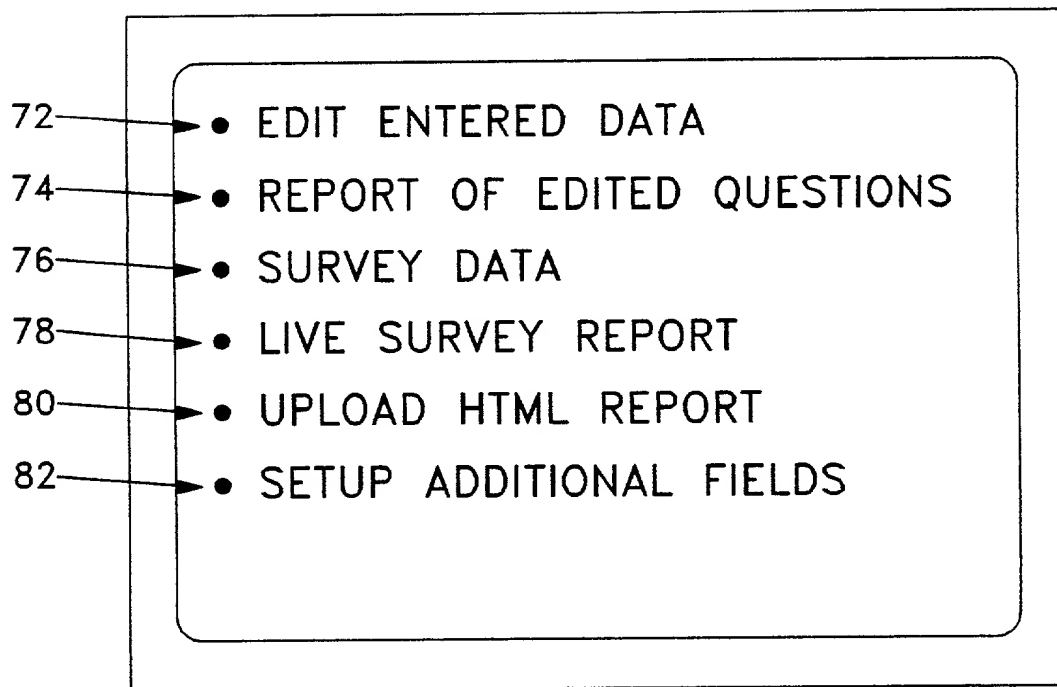 72 • EDIT ENTERED DATA
74 • REPORT OF EDITED QUESTIONS
76 • SURVEY DATA
78 • LIVE SURVEY REPORT
80 • UPLOAD HTML REPORT
82 • SETUP ADDITIONAL FIELDS